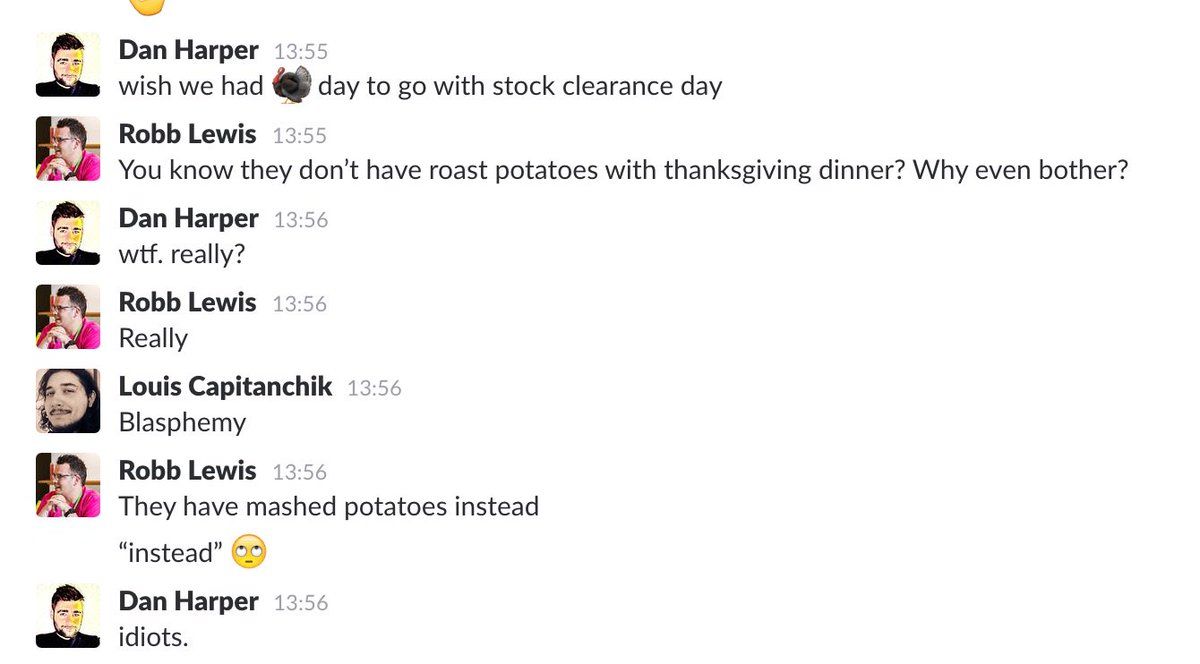 Dan Harper 13:55
wish we had 🦃 day to go with stock clearance day
Robb Lewis 13:55
You know they don’t have roast potatoes with thanksgiving dinner? Why even bother?
Dan Harper 13:56
wtf. really?
Robb Lewis 13:56
Really
Louis Capitanchik 13:56
Blasphemy
Robb Lewis 13:56
They have mashed potatoes instead
“instead” 🙄
Dan Harper 13:56
idiots.